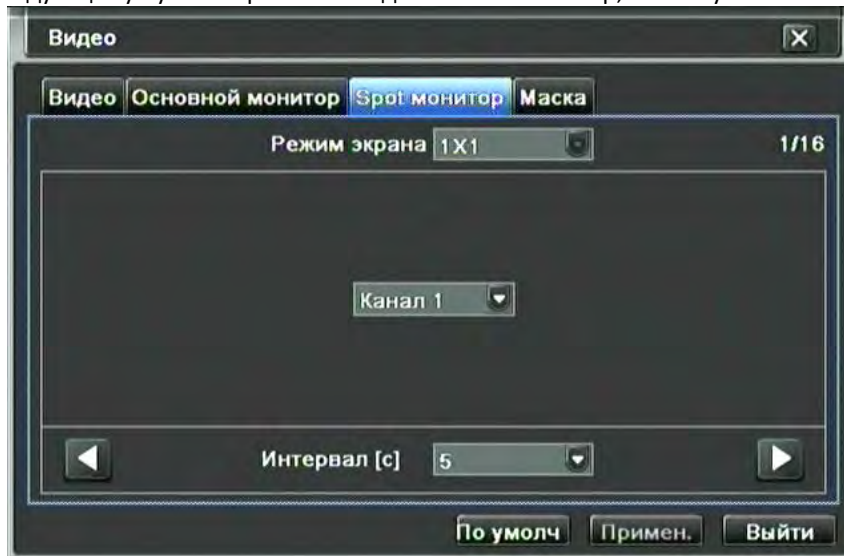 Видео
Видео Основной монитор Spot монитор Маска
Режим экрана 1X1 1/16
Канал 1
Интервал [с] 5
По умолч Примен. Выйти